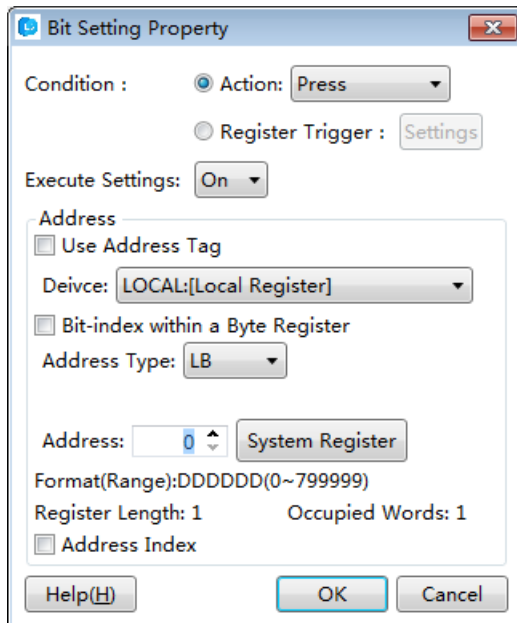 Bit Setting Property
Condition : Action: Press
Register Trigger : Settings
Execute Settings: On
Address
Use Address Tag
Deivce: LOCAL:[Local Register]
Bit-index within a Byte Register
Address Type: LB
Address: 0 System Register
Format(Range):DDDDDD(0~799999)
Register Length: 1 Occupied Words: 1
Address Index
Help(H) OK Cancel